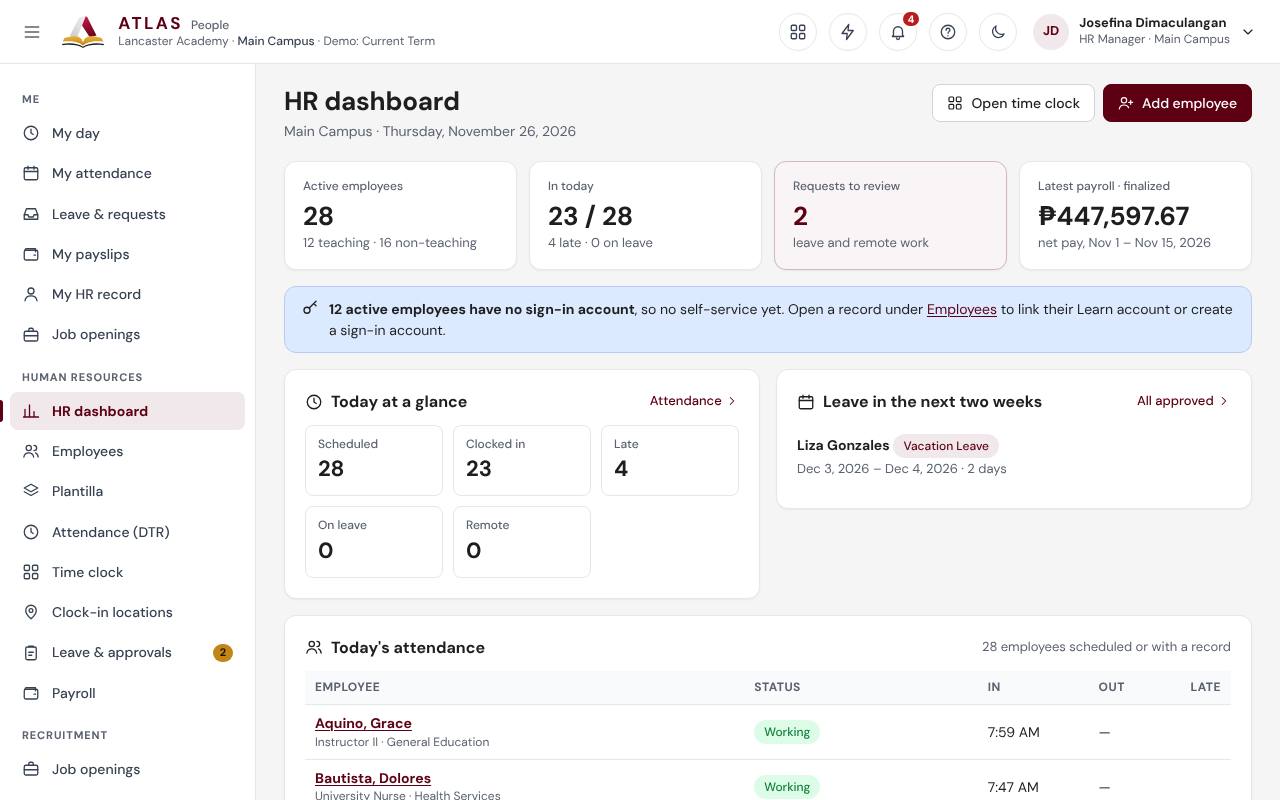 ATLAS People
Lancaster Academy · Main Campus · Demo: Current Term
4
JD
Josefina Dimaculangan
HR Manager · Main Campus
ME
My day
My attendance
Leave & requests
My payslips
My HR record
Job openings
HUMAN RESOURCES
HR dashboard
Employees
Plantilla
Attendance (DTR)
Time clock
Clock-in locations
Leave & approvals 2
Payroll
RECRUITMENT
Job openings
HR dashboard
Main Campus · Thursday, November 26, 2026
Open time clock
Add employee
Active employees
28
12 teaching · 16 non-teaching
In today
23 / 28
4 late · 0 on leave
Requests to review
2
leave and remote work
Latest payroll · finalized
₱447,597.67
net pay, Nov 1 – Nov 15, 2026
12 active employees have no sign-in account, so no self-service yet. Open a record under Employees to link their Learn account or create
a sign-in account.
Today at a glance
Attendance
Scheduled
28
Clocked in
23
Late
4
On leave
0
Remote
0
Leave in the next two weeks
All approved
Liza Gonzales Vacation Leave
Dec 3, 2026 – Dec 4, 2026 · 2 days
Today's attendance
28 employees scheduled or with a record
EMPLOYEE STATUS IN OUT LATE
Aquino, Grace
Instructor II · General Education
Working 7:59 AM —
Bautista, Dolores
University Nurse · Health Services
Working 7:47 AM —